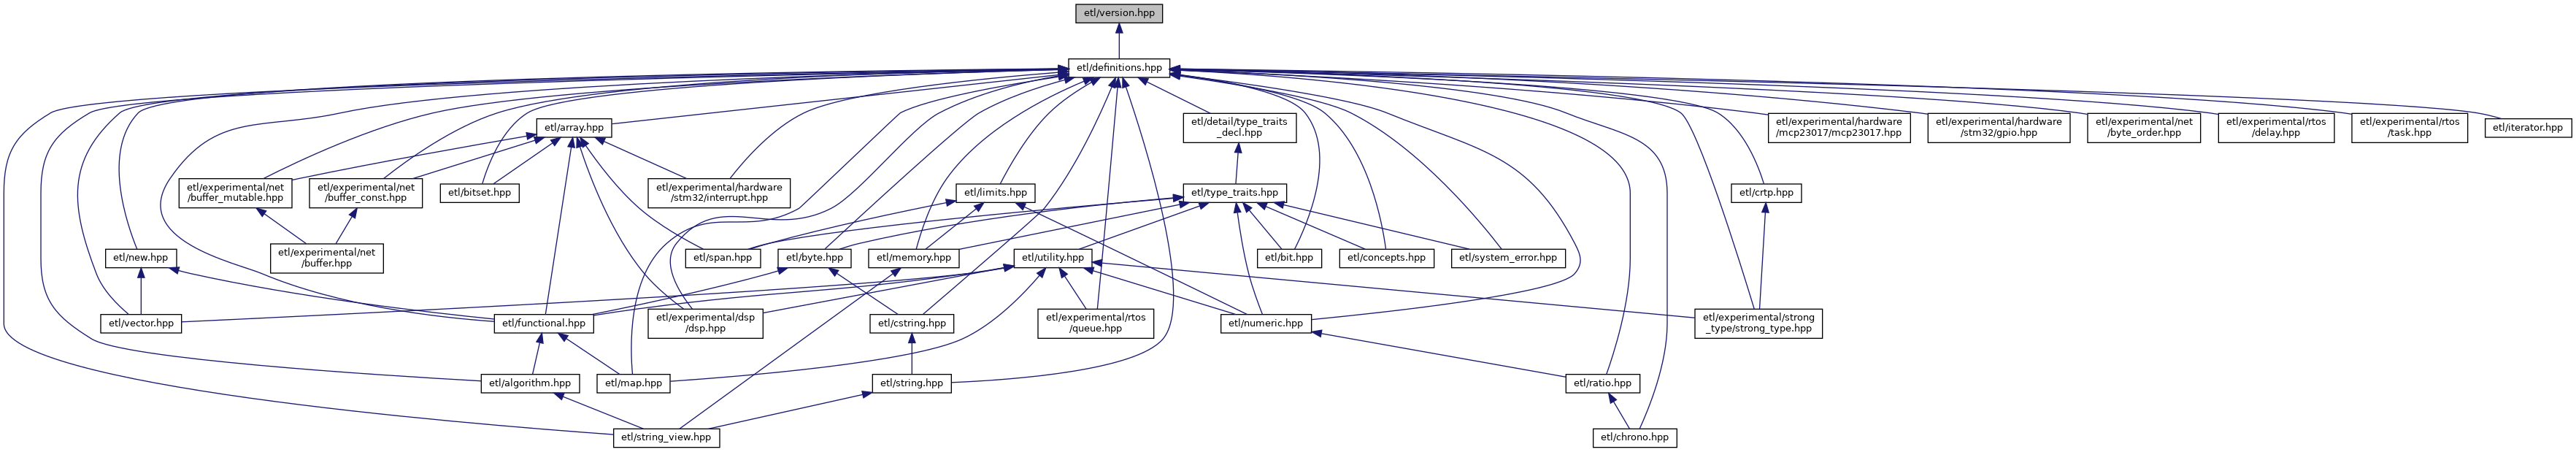 etl/version.hpp
etl/definitions.hpp
etl/array.hpp
etl/detail/type_traits
_decl.hpp
etl/experimental/hardware
/mcp23017/mcp23017.hpp
etl/experimental/hardware
/stm32/gpio.hpp
etl/experimental/net
/byte_order.hpp
etl/experimental/rtos
/delay.hpp
etl/experimental/rtos
/task.hpp
etl/iterator.hpp
etl/experimental/net
/buffer_mutable.hpp
etl/experimental/net
/buffer_const.hpp
etl/bitset.hpp
etl/experimental/hardware
/stm32/interrupt.hpp
etl/limits.hpp
etl/type_traits.hpp
etl/crtp.hpp
etl/new.hpp
etl/experimental/net
/buffer.hpp
etl/span.hpp
etl/byte.hpp
etl/memory.hpp
etl/utility.hpp
etl/bit.hpp
etl/concepts.hpp
etl/system_error.hpp
etl/vector.hpp
etl/functional.hpp
etl/experimental/dsp
/dsp.hpp
etl/cstring.hpp
etl/experimental/rtos
/queue.hpp
etl/numeric.hpp
etl/experimental/strong
_type/strong_type.hpp
etl/algorithm.hpp
etl/map.hpp
etl/string.hpp
etl/ratio.hpp
etl/string_view.hpp
etl/chrono.hpp